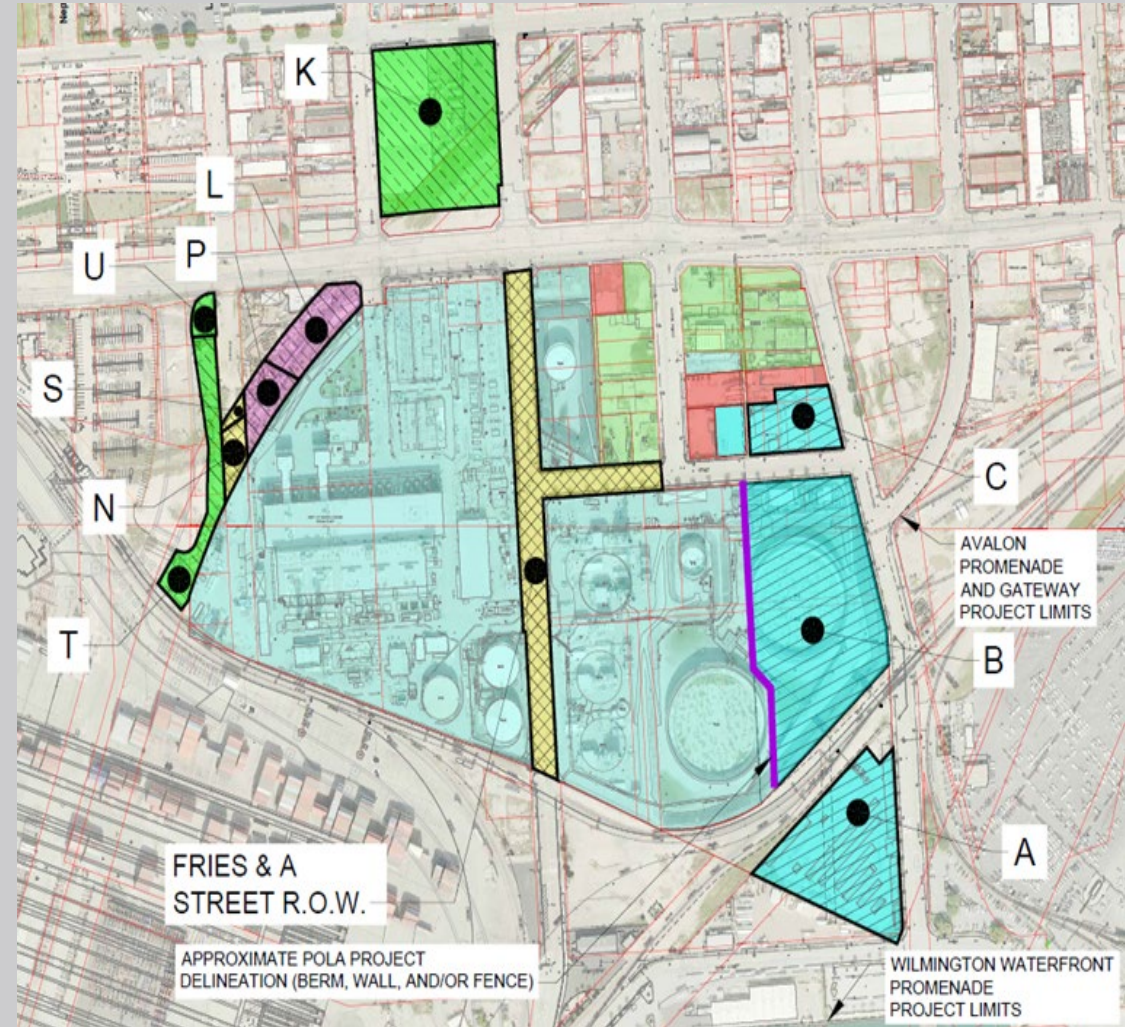 K
L
U
P
S
N
C
AVALON
PROMENADE
AND GATEWAY
PROJECT LIMITS
T
B
A
FRIES & A
STREET R.O.W.
APPROXIMATE POLA PROJECT
DELINEATION (BERM, WALL, AND/OR FENCE)
WILMINGTON WATERFRONT
PROMENADE
PROJECT LIMITS